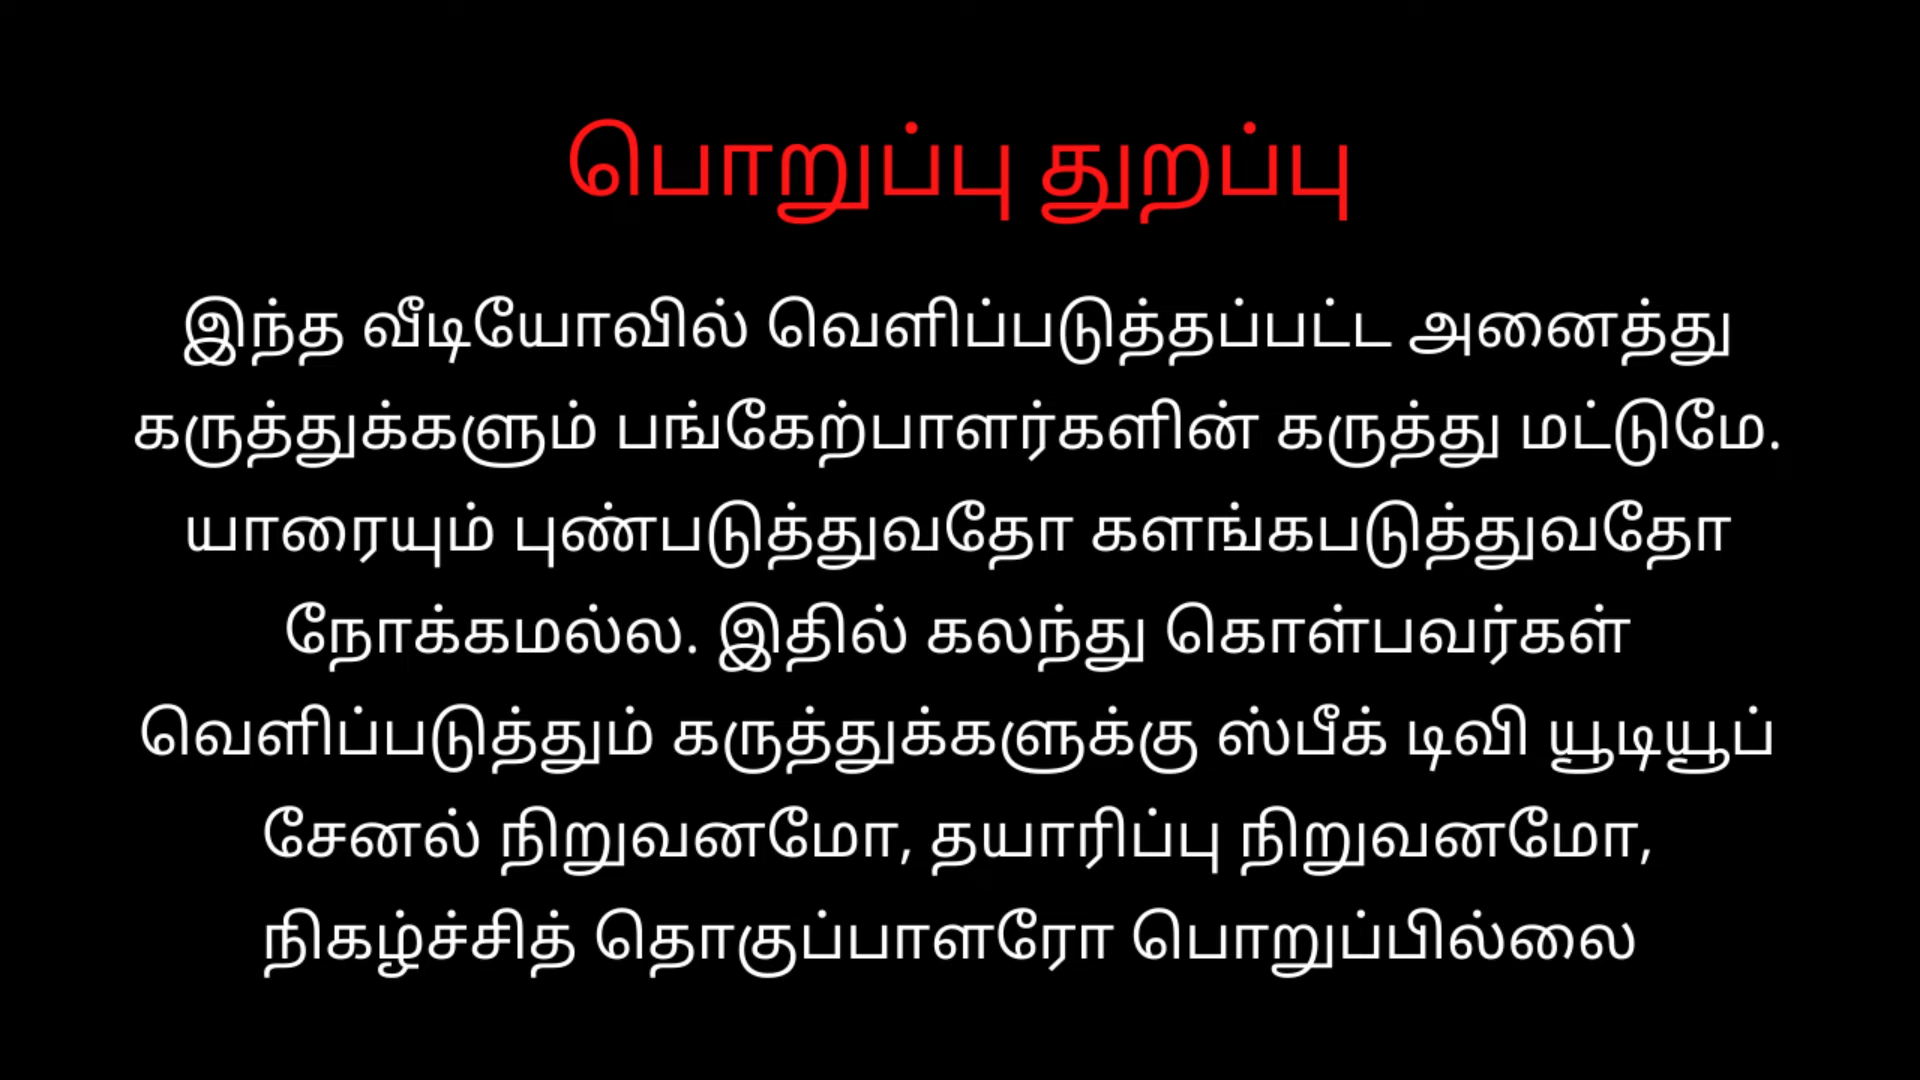 பொறுப்பு துறப்பு
இந்த வீடியோவில் வெளிப்படுத்தப்பட்ட அனைத்து
கருத்துக்களும் பங்கேற்பாளர்களின் கருத்து மட்டுமே.
யாரையும் புண்படுத்துவதோ களங்கபடுத்துவதோ
நோக்கமல்ல. இதில் கலந்து கொள்பவர்கள்
வெளிப்படுத்தும் கருத்துக்களுக்கு ஸ்பீக் டிவி யூடியூப்
சேனல் நிறுவனமோ, தயாரிப்பு நிறுவனமோ,
நிகழ்ச்சித் தொகுப்பாளரோ பொறுப்பில்லை